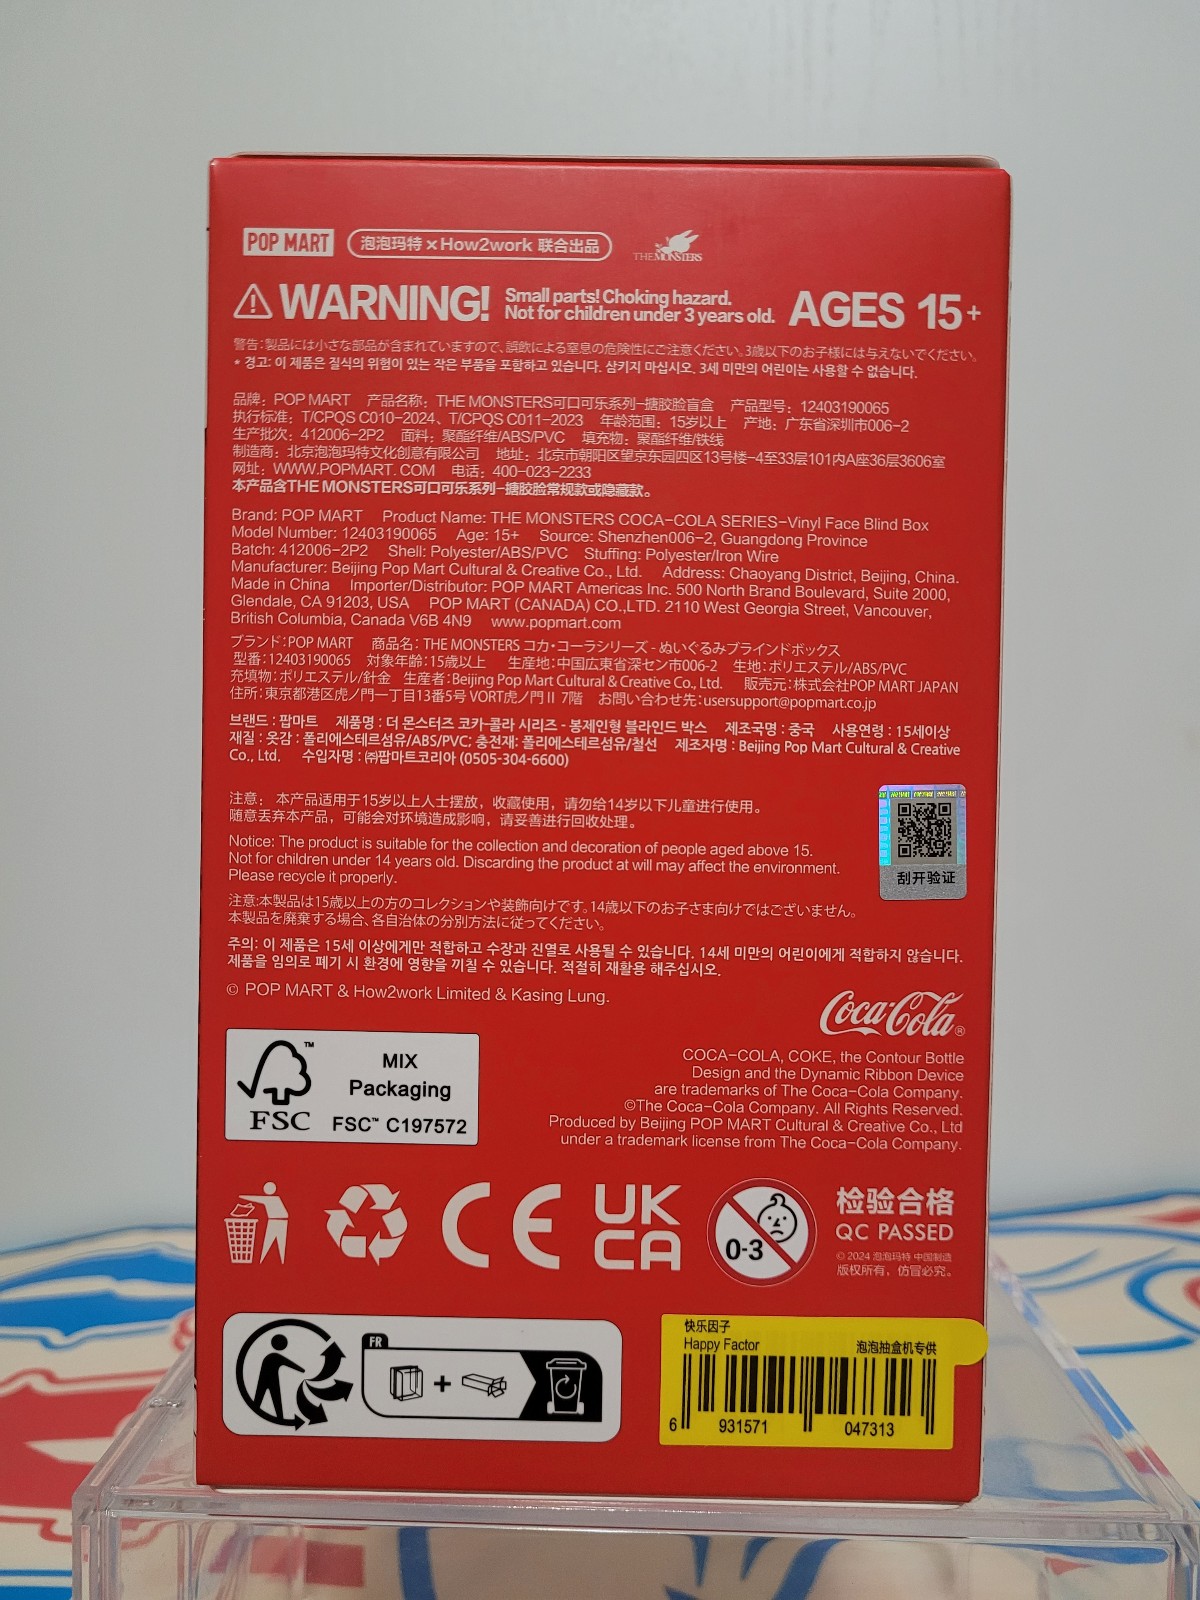 POP MART 泡泡玛特×How2work 联合出品 THE MONSTERS
WARNING! Small parts! Choking hazard. Not for children under 3 years old. AGES 15+
警告:製品には小さな部品が含まれていますので、誤飲による窒息の危険性にご注意ください。3歳以下のお子様には与えないでください。
* 경고: 이 제품은 질식의 위험이 있는 작은 부품을 포함하고 있습니다. 삼키지 마십시오. 3세 미만의 어린이는 사용할 수 없습니다.
品牌：POP MART 产品名称：THE MONSTERS可口可乐系列-搪胶脸盲盒 产品型号：12403190065
执行标准：T/CPQS C010-2024、T/CPQS C011-2023 年龄范围：15岁以上 产地：广东省深圳市006-2
生产批次：412006-2P2 面料：聚酯纤维/ABS/PVC 填充物：聚酯纤维/铁线
制造商：北京泡泡玛特文化创意有限公司 地址：北京市朝阳区望京东园四区13号楼-4至33层101内A座36层3606室
网址：WWW.POPMART.COM 电话：400-023-2233
本产品含THE MONSTERS可口可乐系列-搪胶脸常规款或隐藏款。
Brand: POP MART Product Name: THE MONSTERS COCA-COLA SERIES-Vinyl Face Blind Box
Model Number: 12403190065 Age: 15+ Source: Shenzhen006-2, Guangdong Province
Batch: 412006-2P2 Shell: Polyester/ABS/PVC Stuffing: Polyester/Iron Wire
Manufacturer: Beijing Pop Mart Cultural & Creative Co., Ltd. Address: Chaoyang District, Beijing, China.
Made in China Importer/Distributor: POP MART Americas Inc. 500 North Brand Boulevard, Suite 2000,
Glendale, CA 91203, USA POP MART (CANADA) CO.,LTD. 2110 West Georgia Street, Vancouver,
British Columbia, Canada V6B 4N9 www.popmart.com
ブランド:POP MART 商品名：THE MONSTERS コカ・コーラシリーズ - ぬいぐるみブラインドボックス
型番:12403190065 対象年齢:15歳以上 生産地:中国広東省深セン市006-2 生地:ポリエステル/ABS/PVC
充填物:ポリエステル/針金 生産者:Beijing Pop Mart Cultural & Creative Co., Ltd. 販売元:株式会社POP MART JAPAN
住所:東京都港区虎ノ門一丁目13番5号 VORT虎ノ門Ⅱ 7階 お問い合わせ先:usersupport@popmart.co.jp
브랜드 : 팝마트 제품명 : 더 몬스터즈 코카-콜라 시리즈 - 봉제인형 블라인드 박스 제조국명 : 중국 사용연령 : 15세이상
재질 : 옷감 : 폴리에스테르섬유/ABS/PVC; 충전재: 폴리에스테르섬유/철선 제조자명 : Beijing Pop Mart Cultural & Creative
Co., Ltd. 수입자명 : ㈜팝마트코리아 (0505-304-6600)
注意： 本产品适用于15岁以上人士摆放，收藏使用，请勿给14岁以下儿童进行使用。
随意丢弃本产品，可能会对环境造成影响，请妥善进行回收处理。
Notice: The product is suitable for the collection and decoration of people aged above 15.
Not for children under 14 years old. Discarding the product at will may affect the environment.
Please recycle it properly.
刮开验证
注意:本製品は15歳以上の方のコレクションや装飾向けです。14歳以下のお子さま向けではございません。
本製品を廃棄する場合、各自治体の分別方法に従ってください。
주의: 이 제품은 15세 이상에게만 적합하고 수장과 진열로 사용될 수 있습니다. 14세 미만의 어린이에게 적합하지 않습니다.
제품을 임의로 폐기 시 환경에 영향을 끼칠 수 있습니다. 적절히 재활용 해주십시오.
© POP MART & How2work Limited & Kasing Lung.
Coca-Cola®
COCA-COLA, COKE, the Contour Bottle
Design and the Dynamic Ribbon Device
are trademarks of The Coca-Cola Company.
©The Coca-Cola Company. All Rights Reserved.
Produced by Beijing POP MART Cultural & Creative Co., Ltd
under a trademark license from The Coca-Cola Company.
FSC™
MIX
Packaging
FSC™ C197572
CE UK CA 0-3
检验合格
QC PASSED
© 2024 泡泡玛特 中国制造
版权所有，仿冒必究。
FR
快乐因子
Happy Factor 泡泡抽盒机专供
6 931571 047313